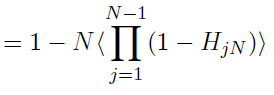 = 1 − N⟨∏_{j=1}^{N−1}(1 − H_{jN})⟩